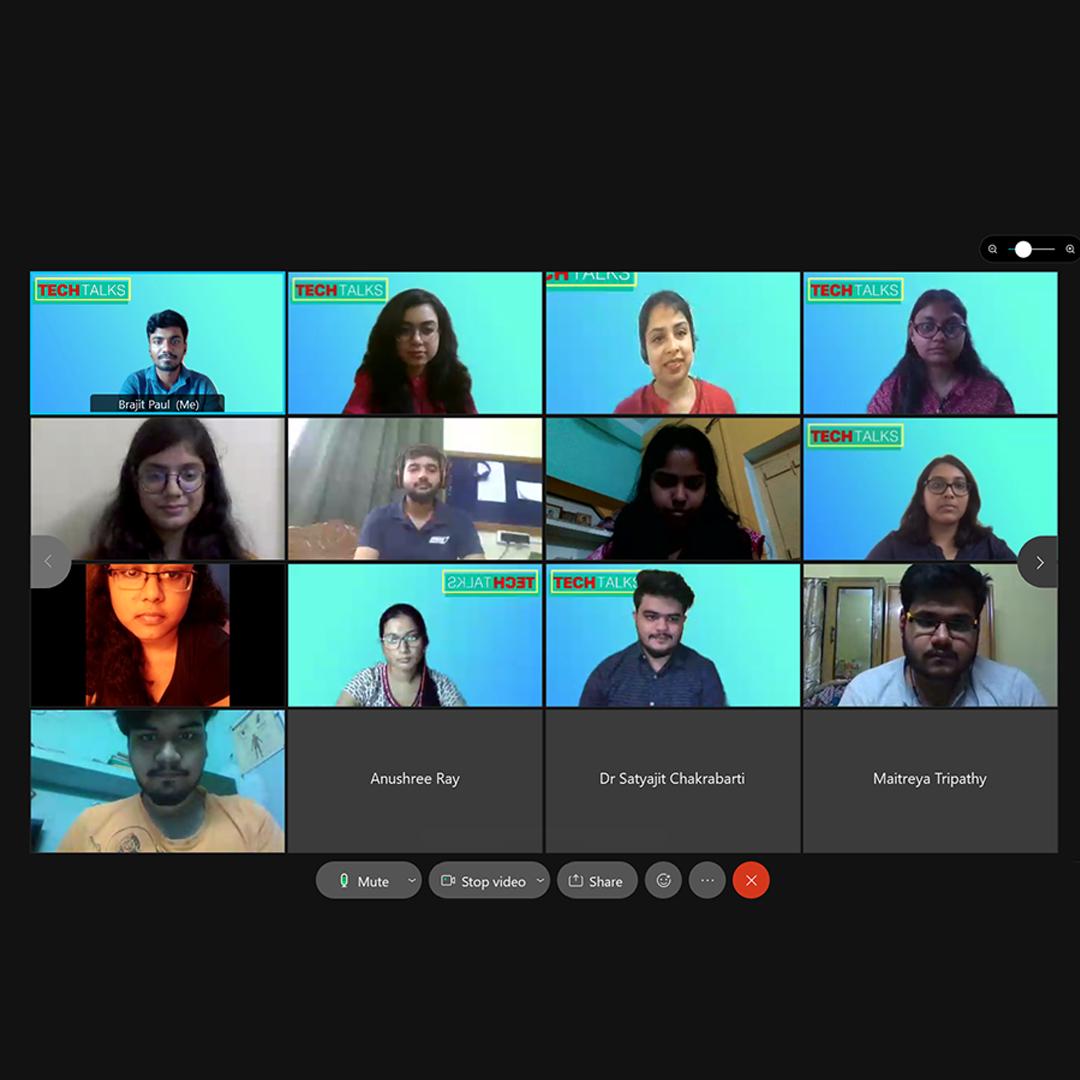 TECHTALKS
TECHTALKS
CH TALKS
TECHTALKS
Brajit Paul (Me)
TECHTALKS
TECHTALKS
TECHTALKS
Anushree Ray
Dr Satyajit Chakrabarti
Maitreya Tripathy
Mute
Stop video
Share